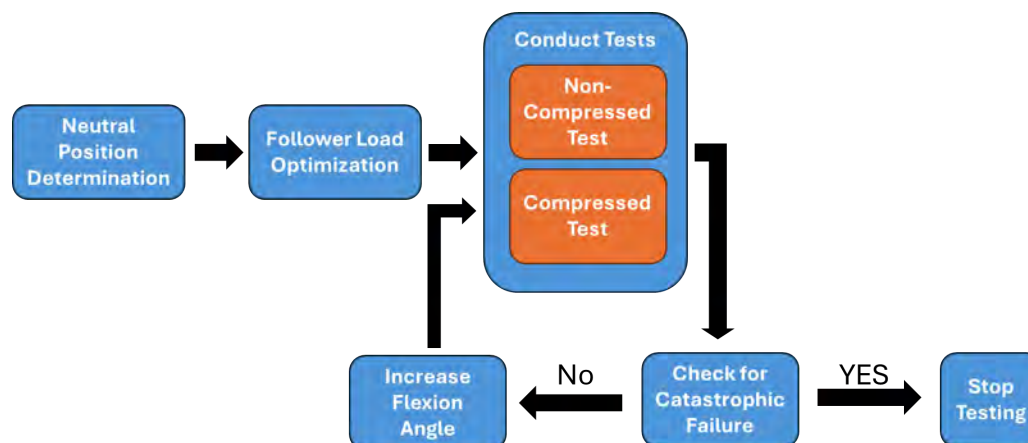 Conduct Tests
Non-
Compressed
Test
Neutral
Position
Determination
Follower Load
Optimization
Compressed
Test
No
YES
Increase
Flexion
Angle
Check for
Catastrophic
Failure
Stop
Testing